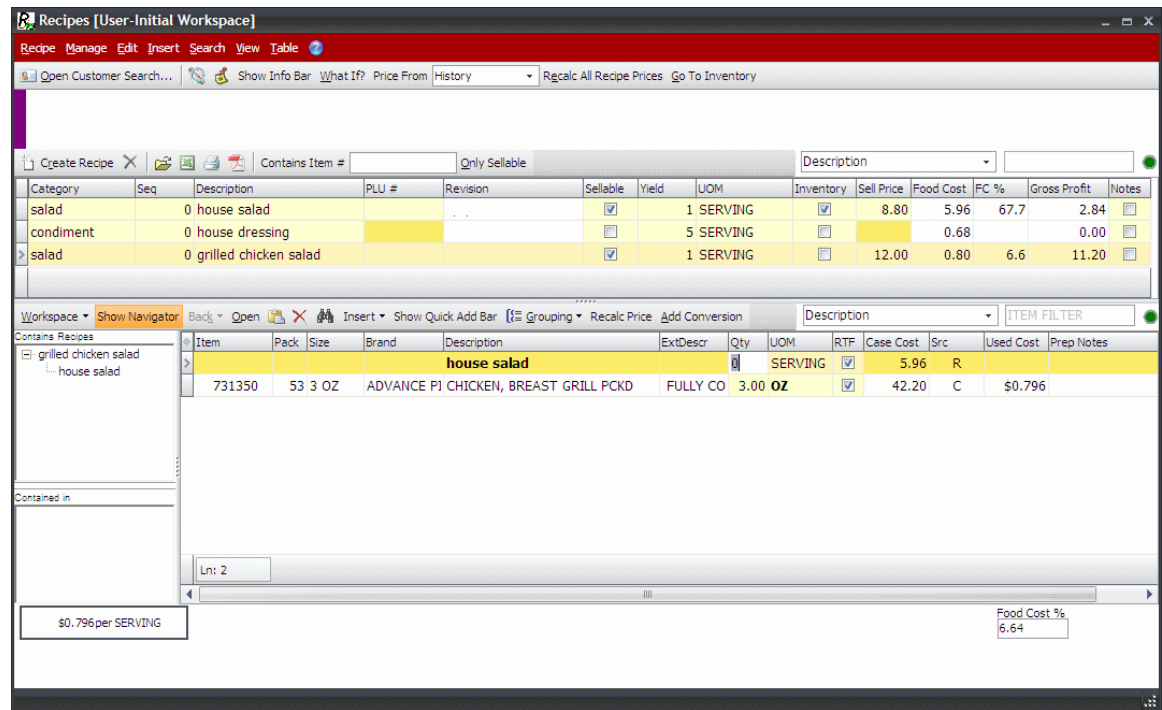 Recipes [User-Initial Workspace]
Recipe Manage Edit Insert Search View Table
Open Customer Search... Show Info Bar What If? Price From History Recalc All Recipe Prices Go To Inventory
Create Recipe Contains Item # Only Sellable Description
Category Seq Description PLU # Revision Sellable Yield UOM Inventory Sell Price Food Cost FC % Gross Profit Notes
salad 0 house salad . . 1 SERVING 8.80 5.96 67.7 2.84
condiment 0 house dressing 5 SERVING 0.68 0.00
salad 0 grilled chicken salad 1 SERVING 12.00 0.80 6.6 11.20
Workspace Show Navigator Back Open Insert Show Quick Add Bar Grouping Recalc Price Add Conversion Description ITEM FILTER
Contains Recipes
grilled chicken salad
house salad
Item Pack Size Brand Description ExtDescr Qty UOM RTF Case Cost Src Used Cost Prep Notes
house salad 0 SERVING 5.96 R
731350 53 3 OZ ADVANCE PI CHICKEN, BREAST GRILL PCKD FULLY CO 3.00 OZ 42.20 C $0.796
Contained in
Ln: 2
$0.796per SERVING
Food Cost %
6.64